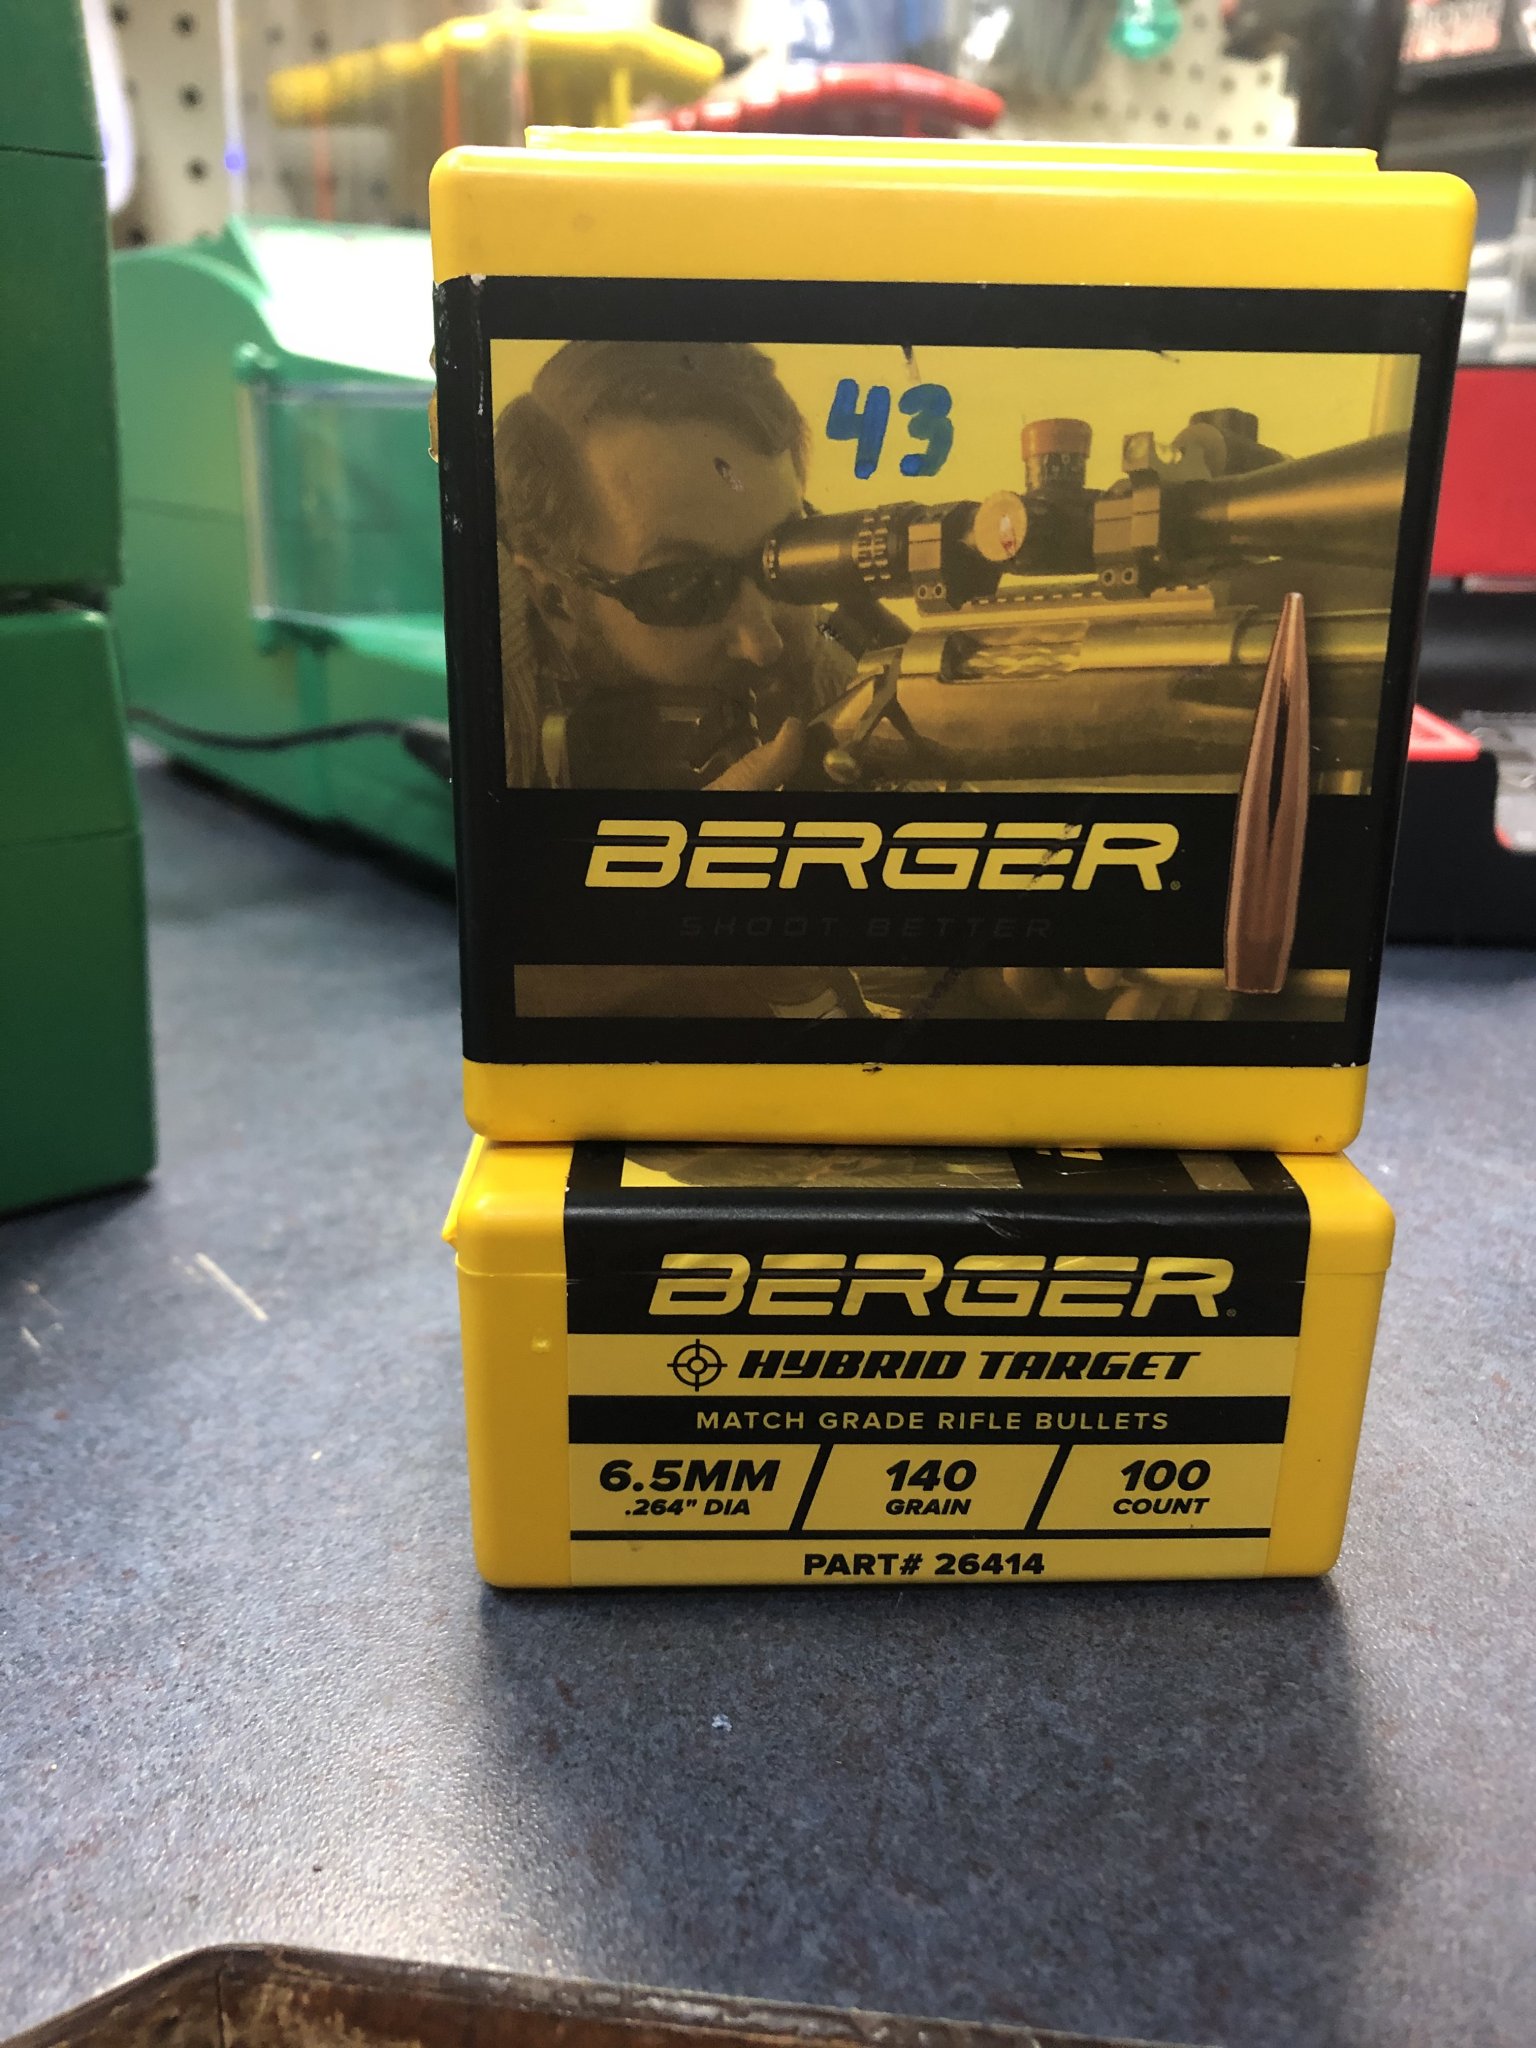 43
BERGER®
SHOOT BETTER
BERGER®
HYBRID TARGET
MATCH GRADE RIFLE BULLETS
6.5MM 140 100
.264" DIA GRAIN COUNT
PART# 26414